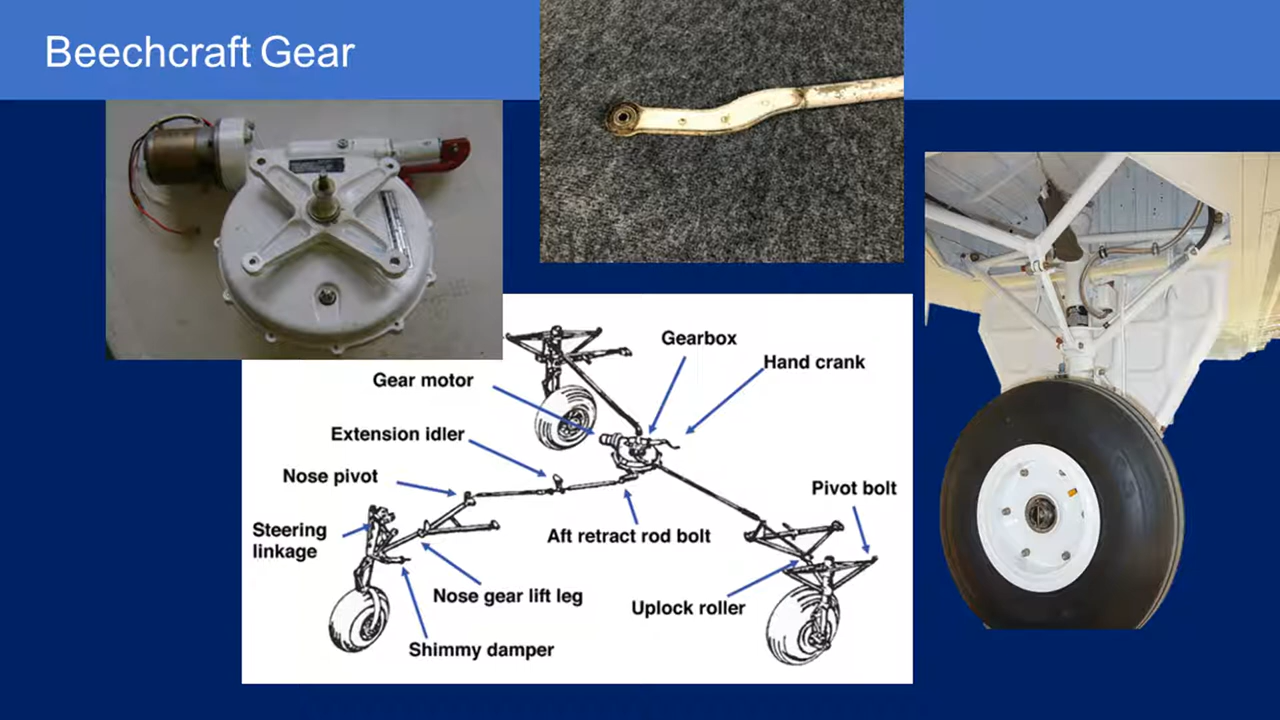 Beechcraft Gear
Gearbox
Hand crank
Gear motor
Extension idler
Nose pivot
Pivot bolt
Steering
linkage
Aft retract rod bolt
Nose gear lift leg
Uplock roller
Shimmy damper